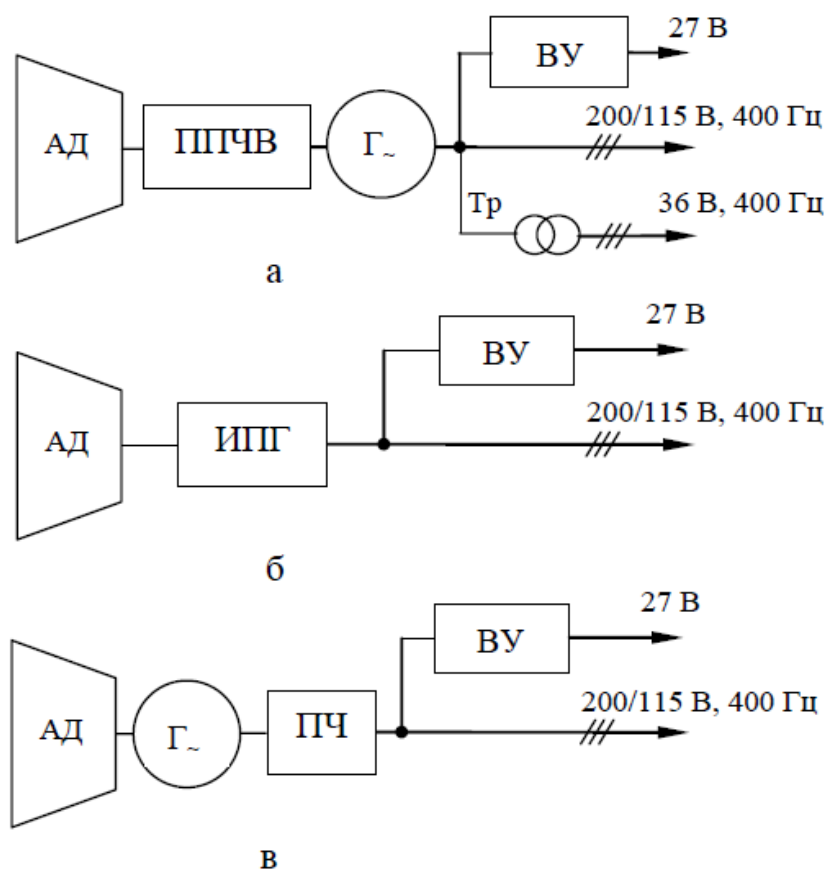 27 В
ВУ
200/115 В, 400 Гц
АД
ППЧВ
Г~
Тр
36 В, 400 Гц
а
27 В
ВУ
200/115 В, 400 Гц
АД
ИПГ
б
27 В
ВУ
200/115 В, 400 Гц
АД
Г~
ПЧ
в